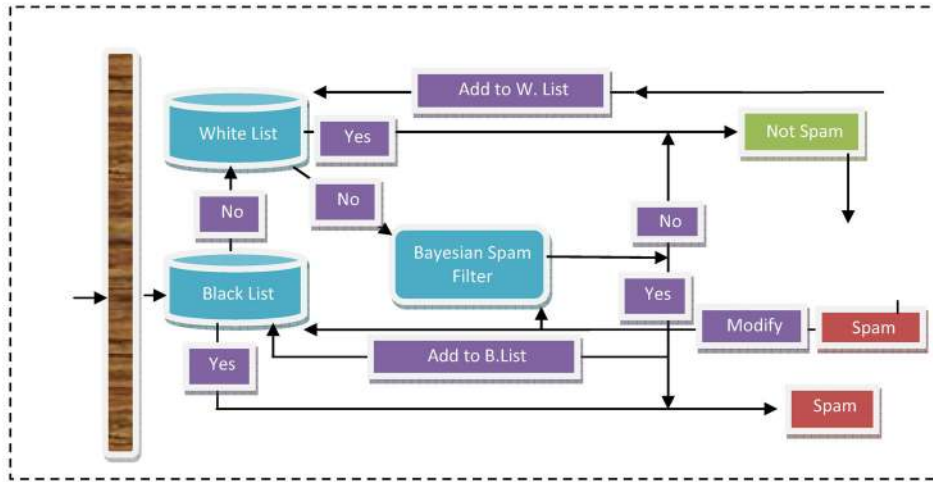 Add to W. List
White List
Yes
Not Spam
No
No
No
Bayesian Spam
Filter
Black List
Yes
Modify
Spam
Yes
Add to B.List
Spam